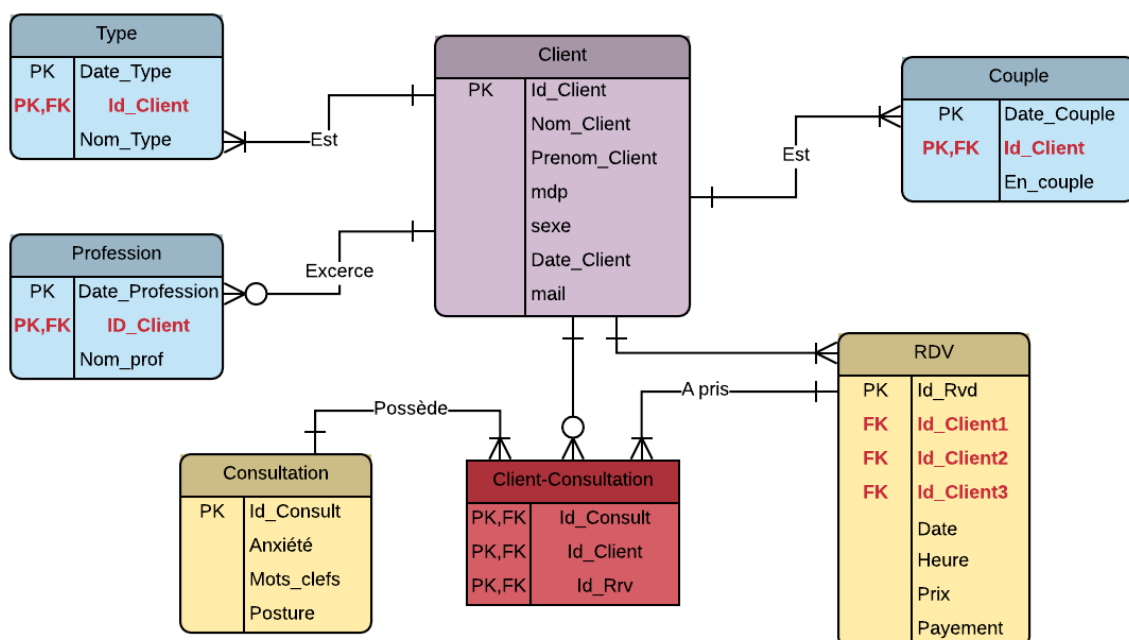 Type
PK Date_Type
PK,FK Id_Client
Nom_Type
Est
Client
PK Id_Client
Nom_Client
Prenom_Client
mdp
sexe
Date_Client
mail
Couple
PK Date_Couple
PK,FK Id_Client
En_couple
Est
Profession
PK Date_Profession
PK,FK ID_Client
Nom_prof
Excerce
RDV
PK Id_Rvd
FK Id_Client1
FK Id_Client2
FK Id_Client3
Date
Heure
Prix
Payement
A pris
Possède
Consultation
PK Id_Consult
Anxiété
Mots_clefs
Posture
Client-Consultation
PK,FK Id_Consult
PK,FK Id_Client
PK,FK Id_Rrv